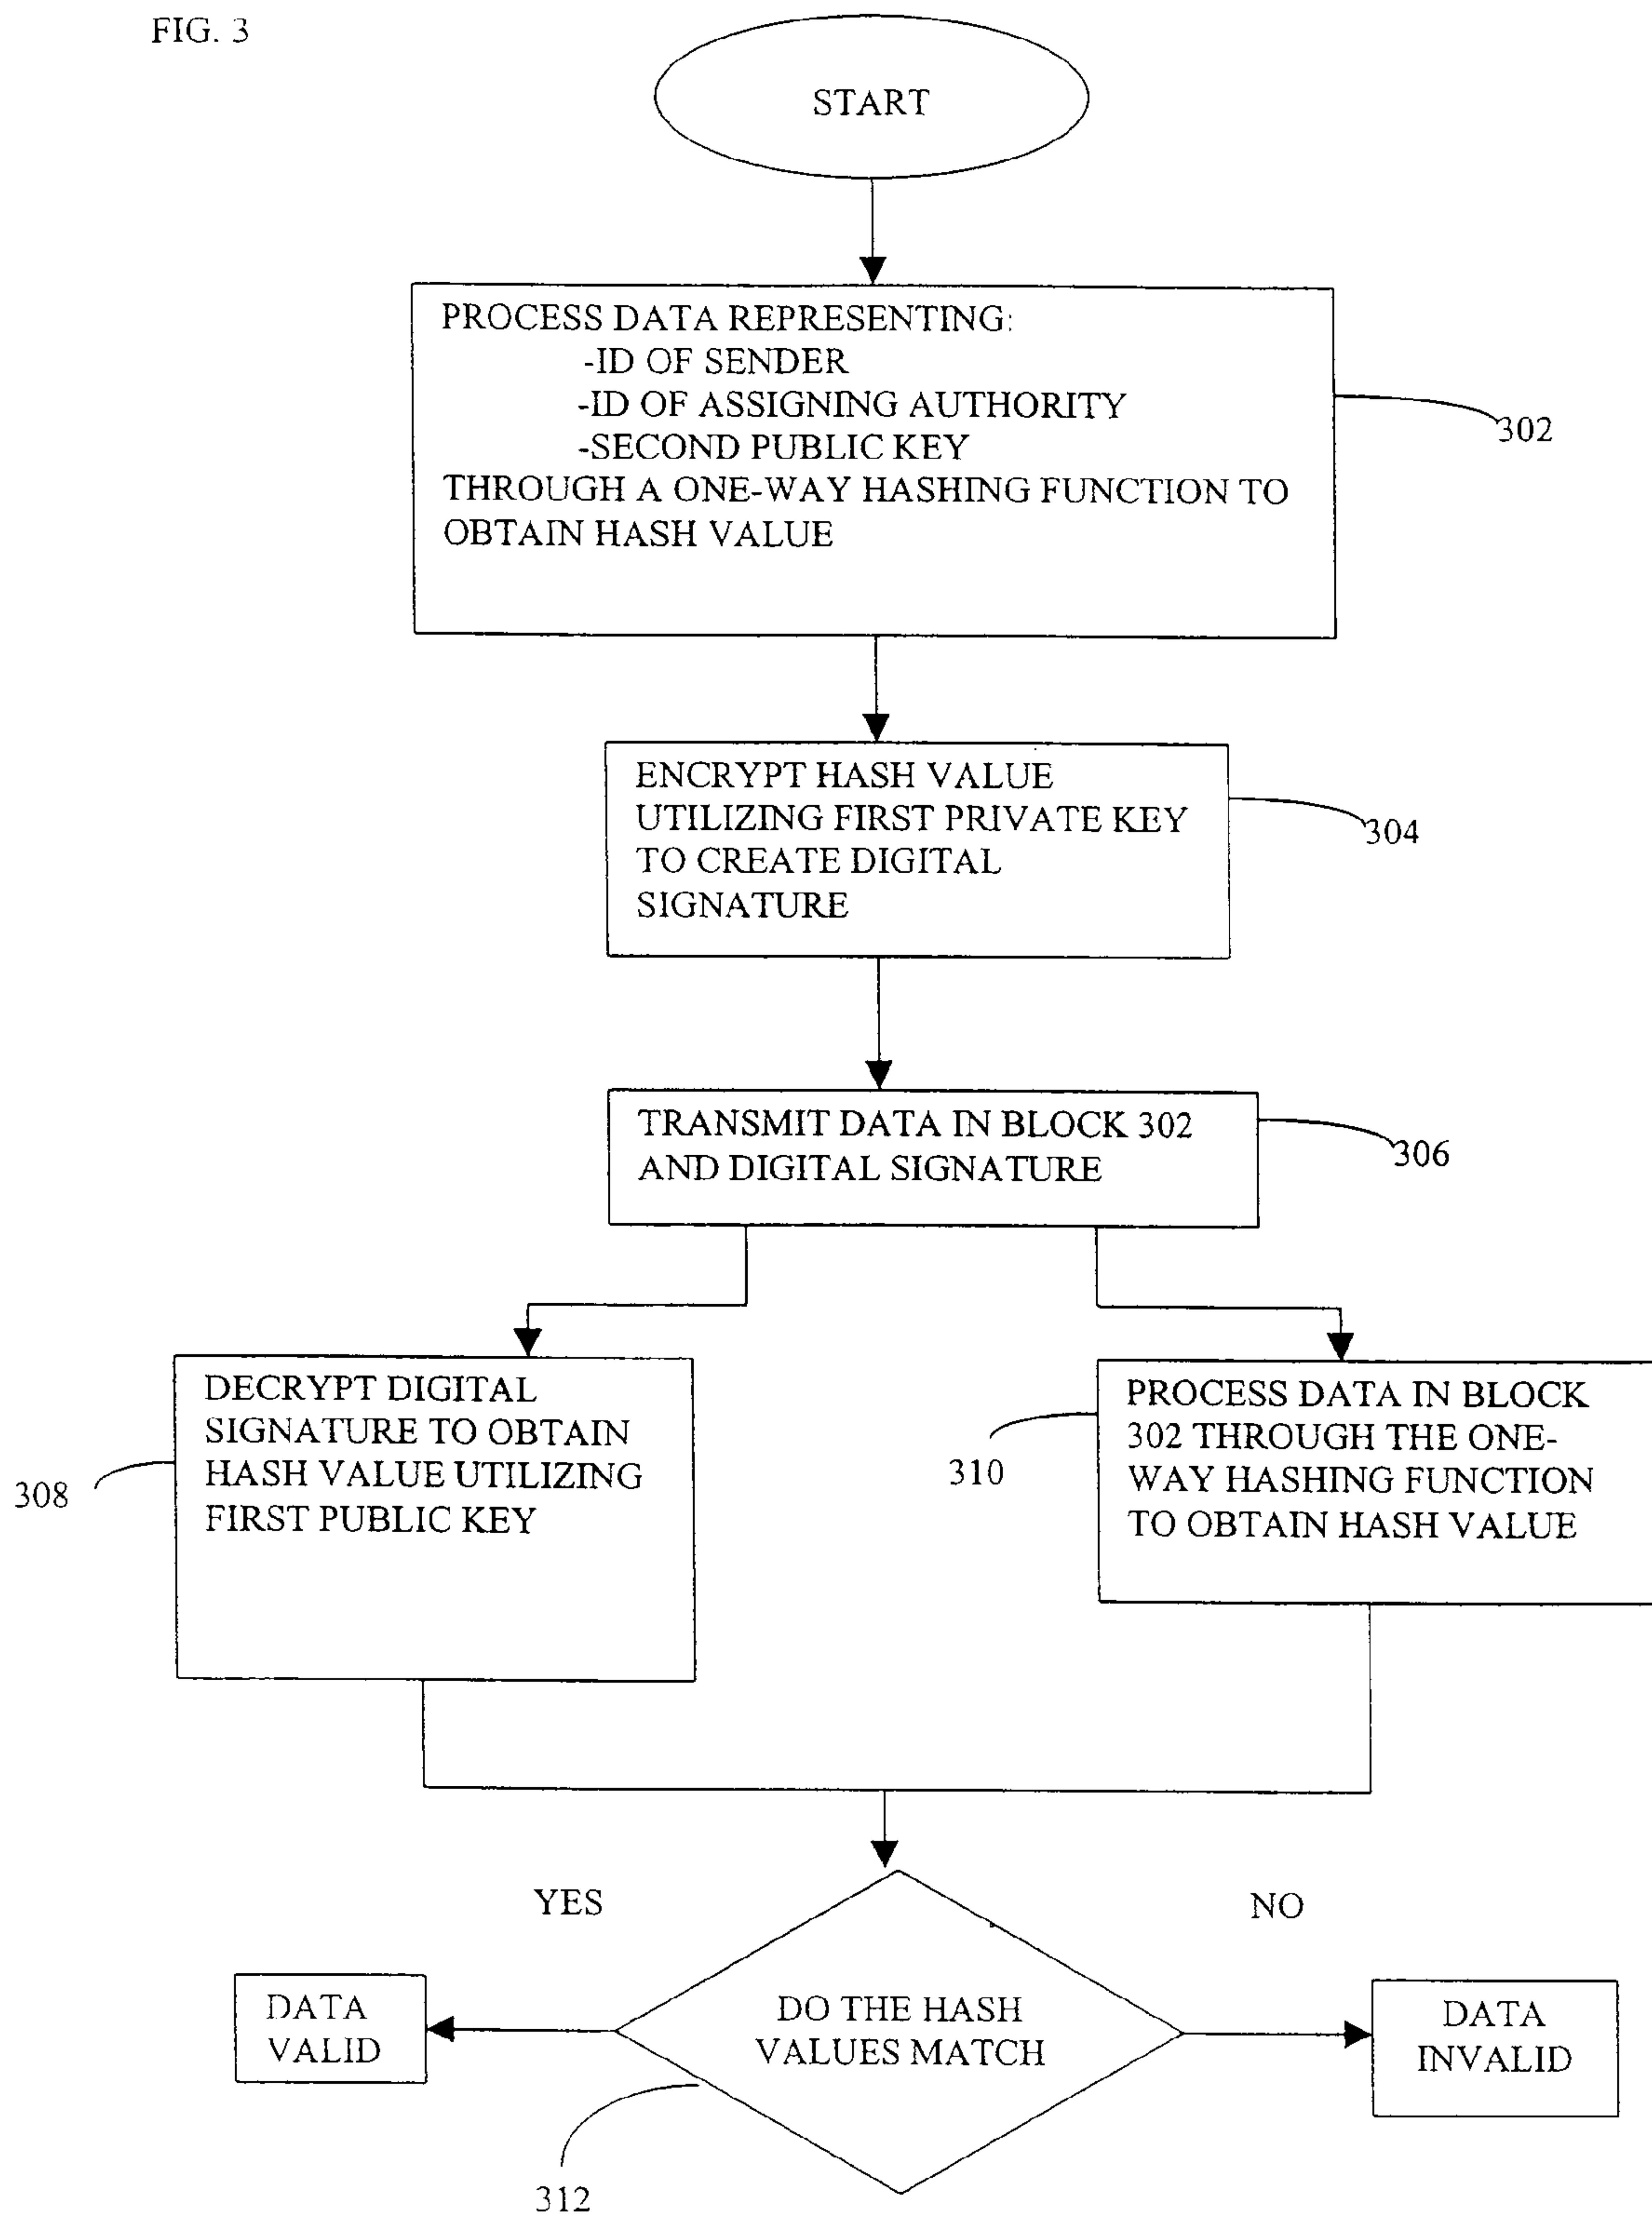 FIG. 3
START
PROCESS DATA REPRESENTING:
-ID OF SENDER
-ID OF ASSIGNING AUTHORITY
-SECOND PUBLIC KEY
THROUGH A ONE-WAY HASHING FUNCTION TO
OBTAIN HASH VALUE
302
ENCRYPT HASH VALUE
UTILIZING FIRST PRIVATE KEY
TO CREATE DIGITAL
SIGNATURE
304
TRANSMIT DATA IN BLOCK 302
AND DIGITAL SIGNATURE
306
DECRYPT DIGITAL
SIGNATURE TO OBTAIN
HASH VALUE UTILIZING
FIRST PUBLIC KEY
308
PROCESS DATA IN BLOCK
302 THROUGH THE ONE-
WAY HASHING FUNCTION
TO OBTAIN HASH VALUE
310
YES
NO
DATA
VALID
DO THE HASH
VALUES MATCH
DATA
INVALID
312